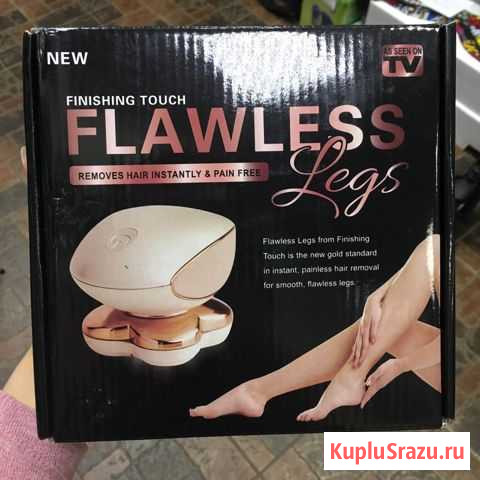 NEW
AS SEEN ON
TV
FINISHING TOUCH
FLAWLESS
Legs
REMOVES HAIR INSTANTLY & PAIN FREE
Flawless Legs from Finishing
Touch is the new gold standard
in instant, painless hair removal
for smooth, flawless legs.
KupluSrazu.ru